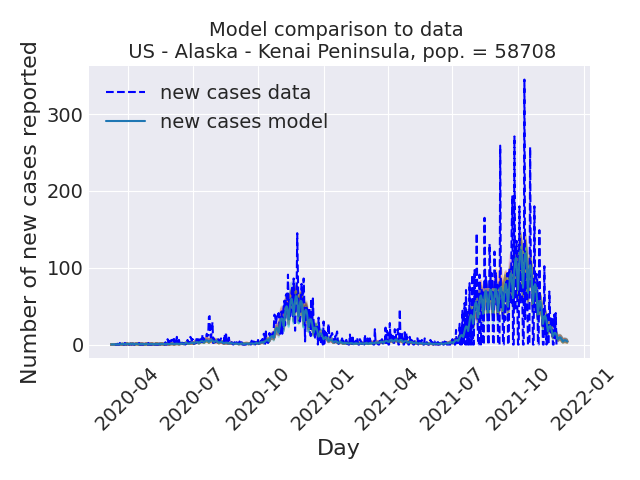 Model comparison to data
US - Alaska - Kenai Peninsula, pop. = 58708
new cases data
new cases model
Number of new cases reported
300
200
100
0
2020-04
2020-07
2020-10
2021-01
2021-04
2021-07
2021-10
2022-01
Day